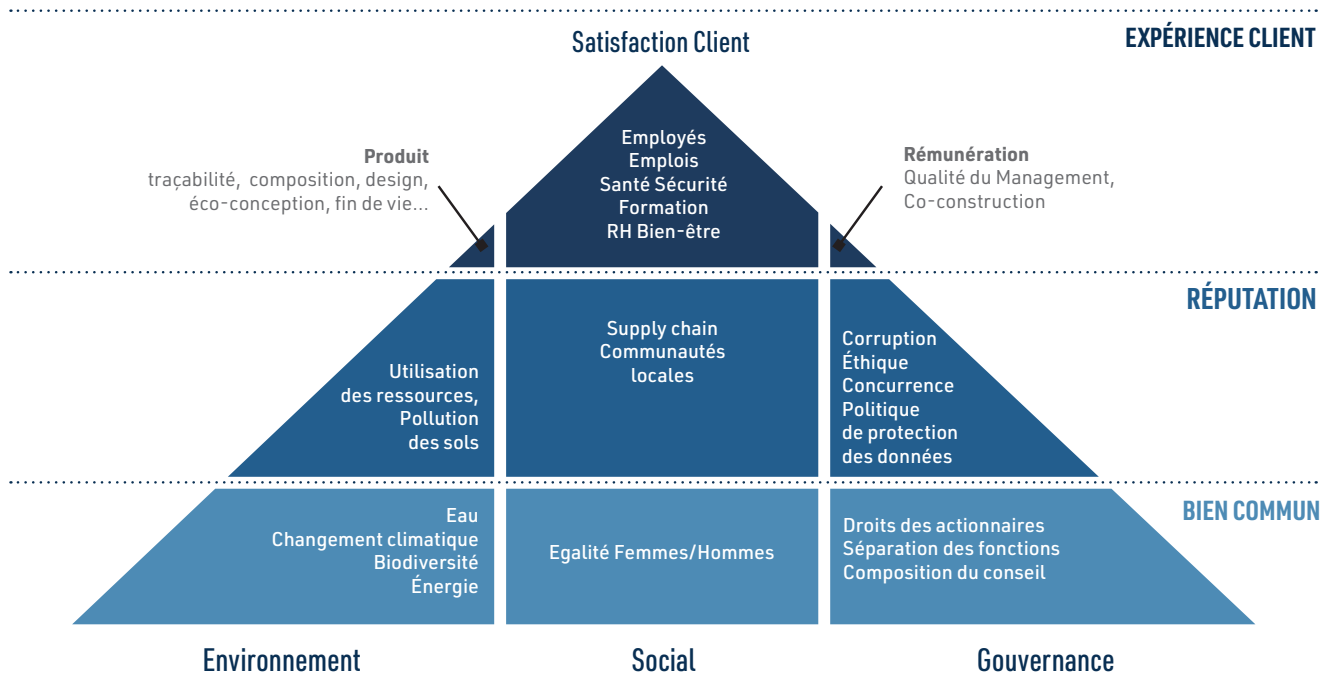 EXPÉRIENCE CLIENT
Satisfaction Client
Produit
traçabilité, composition, design,
éco-conception, fin de vie...
Employés
Emplois
Santé Sécurité
Formation
RH Bien-être
Rémunération
Qualité du Management,
Co-construction
RÉPUTATION
Utilisation
des ressources,
Pollution
des sols
Supply chain
Communautés
locales
Corruption
Éthique
Concurrence
Politique
de protection
des données
BIEN COMMUN
Eau
Changement climatique
Biodiversité
Énergie
Egalité Femmes/Hommes
Droits des actionnaires
Séparation des fonctions
Composition du conseil
Environnement
Social
Gouvernance